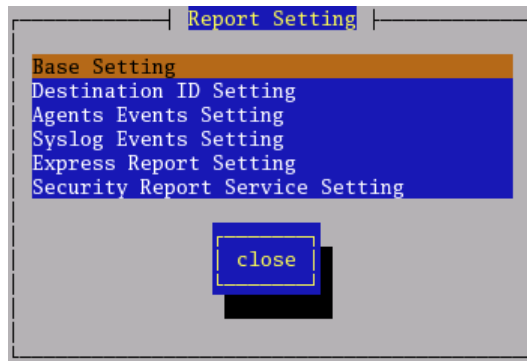 Report Setting
Base Setting
Destination ID Setting
Agents Events Setting
Syslog Events Setting
Express Report Setting
Security Report Service Setting
close